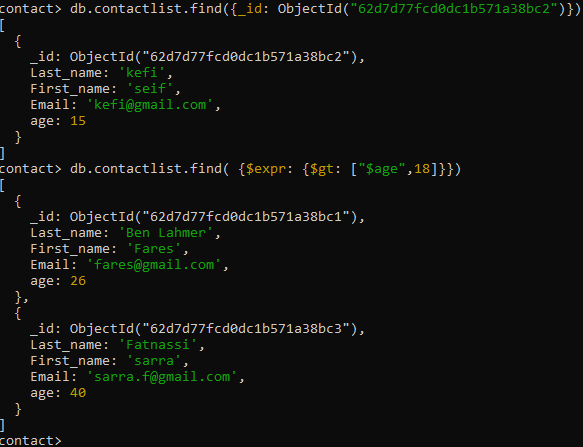 contact> db.contactlist.find({_id: ObjectId("62d7d77fcd0dc1b571a38bc2")})
[
  {
    _id: ObjectId("62d7d77fcd0dc1b571a38bc2"),
    Last_name: 'kefi',
    First_name: 'seif',
    Email: 'kefi@gmail.com',
    age: 15
  }
]
contact> db.contactlist.find( {$expr: {$gt: ["$age",18]}})
[
  {
    _id: ObjectId("62d7d77fcd0dc1b571a38bc1"),
    Last_name: 'Ben Lahmer',
    First_name: 'Fares',
    Email: 'fares@gmail.com',
    age: 26
  },
  {
    _id: ObjectId("62d7d77fcd0dc1b571a38bc3"),
    Last_name: 'Fatnassi',
    First_name: 'sarra',
    Email: 'sarra.f@gmail.com',
    age: 40
  }
]
contact>